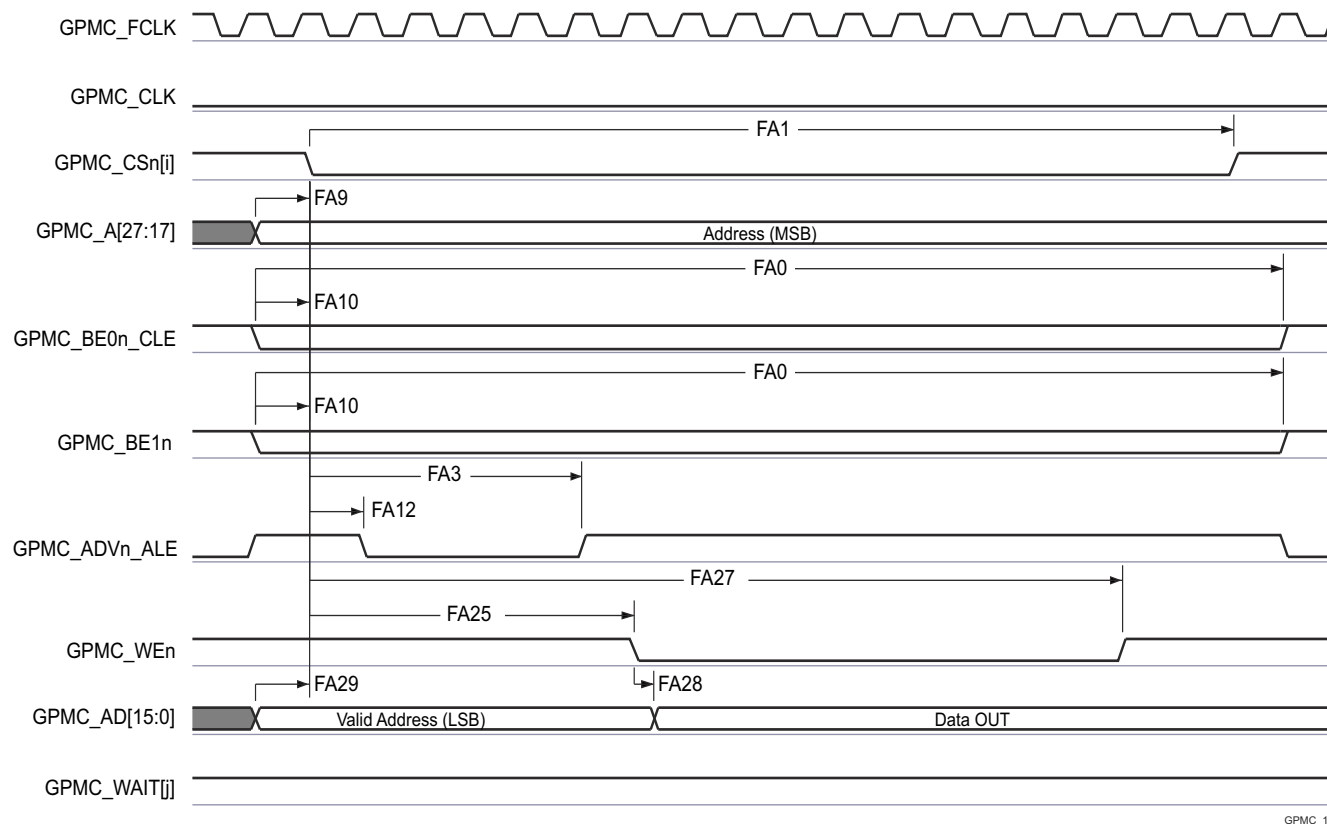 GPMC_FCLK
GPMC_CLK
FA1
GPMC_CSn[i]
FA9
GPMC_A[27:17]
Address (MSB)
FA0
FA10
GPMC_BE0n_CLE
FA0
FA10
GPMC_BE1n
FA3
FA12
GPMC_ADVn_ALE
FA27
FA25
GPMC_WEn
FA29
FA28
GPMC_AD[15:0]
Valid Address (LSB)
Data OUT
GPMC_WAIT[j]
GPMC_1